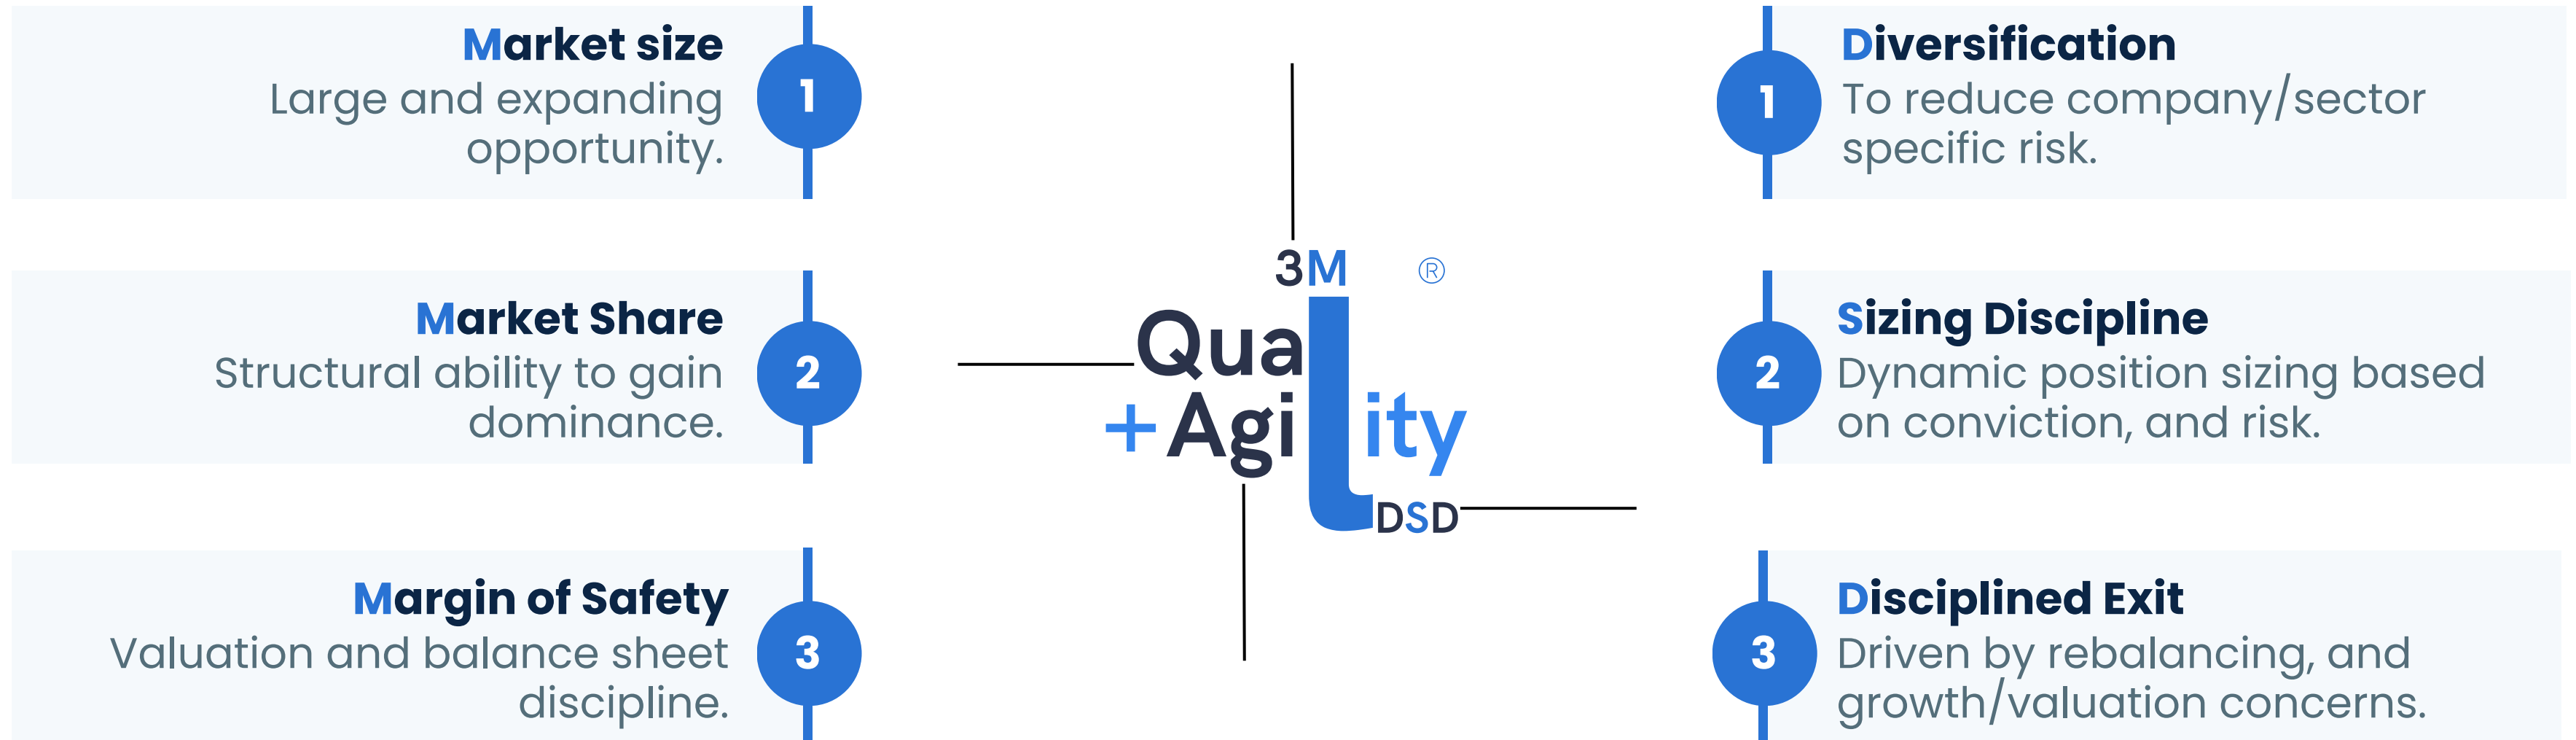 Market size
Large and expanding
opportunity.
1
Market Share
Structural ability to gain
dominance.
2
Margin of Safety
Valuation and balance sheet
discipline.
3
3M ®
Qua
+Agility
DSD
1
Diversification
To reduce company/sector
specific risk.
2
Sizing Discipline
Dynamic position sizing based
on conviction, and risk.
3
Disciplined Exit
Driven by rebalancing, and
growth/valuation concerns.